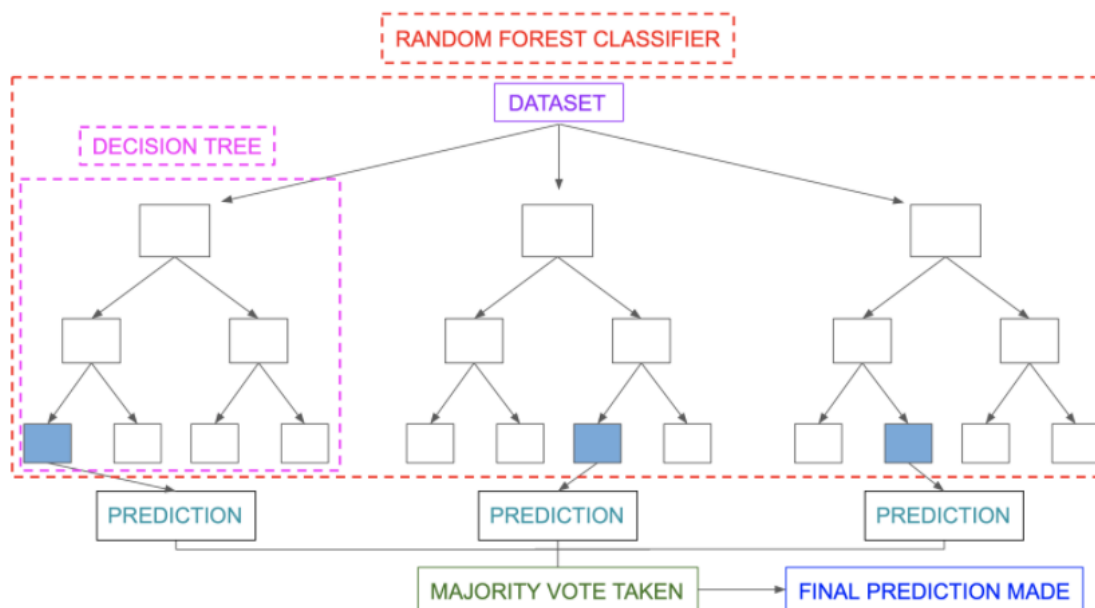 RANDOM FOREST CLASSIFIER
DATASET
DECISION TREE
PREDICTION
PREDICTION
PREDICTION
MAJORITY VOTE TAKEN
FINAL PREDICTION MADE